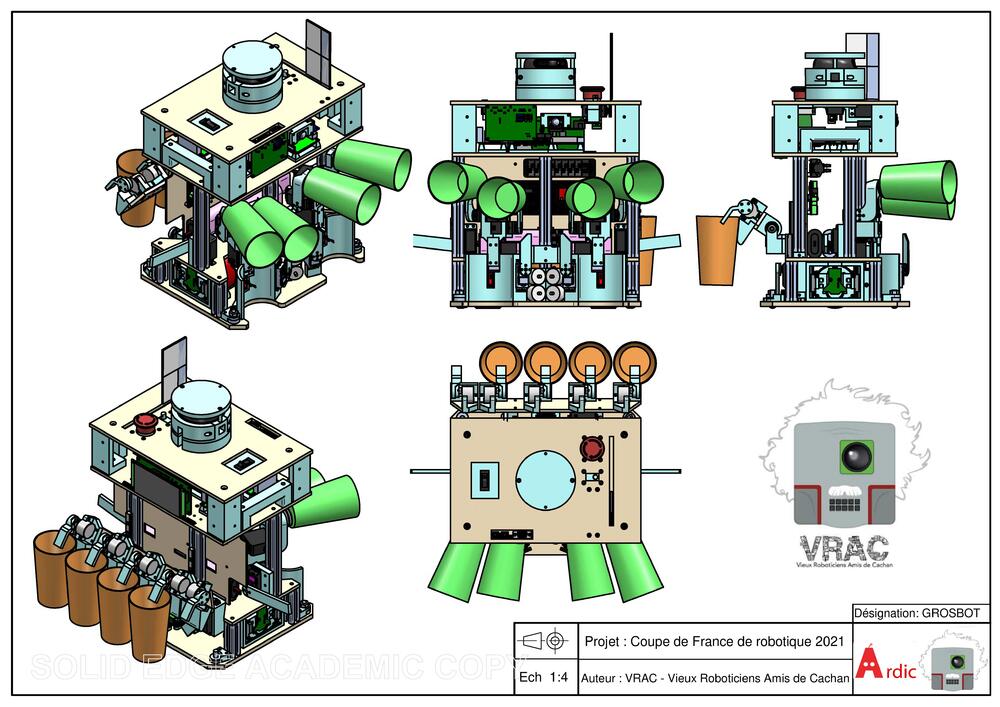 VRAC
Vieux Roboticiens Amis de Cachan
Désignation: GROSBOT
Projet : Coupe de France de robotique 2021
Ech 1:4
Auteur : VRAC - Vieux Roboticiens Amis de Cachan
Ardic
SOLID EDGE ACADEMIC COPY